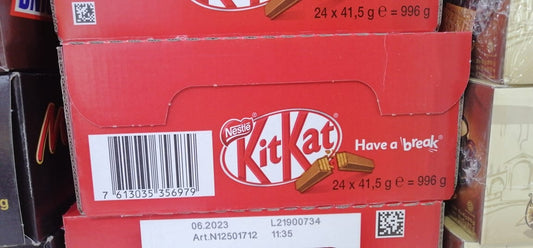 KitKat
24 x 41,5 g e = 996 g
Nestlé
KitKat
Have a break
24 x 41,5 g e = 996 g
7 613035 356979
06.2023 L21900734
Art.N12501712 11:35